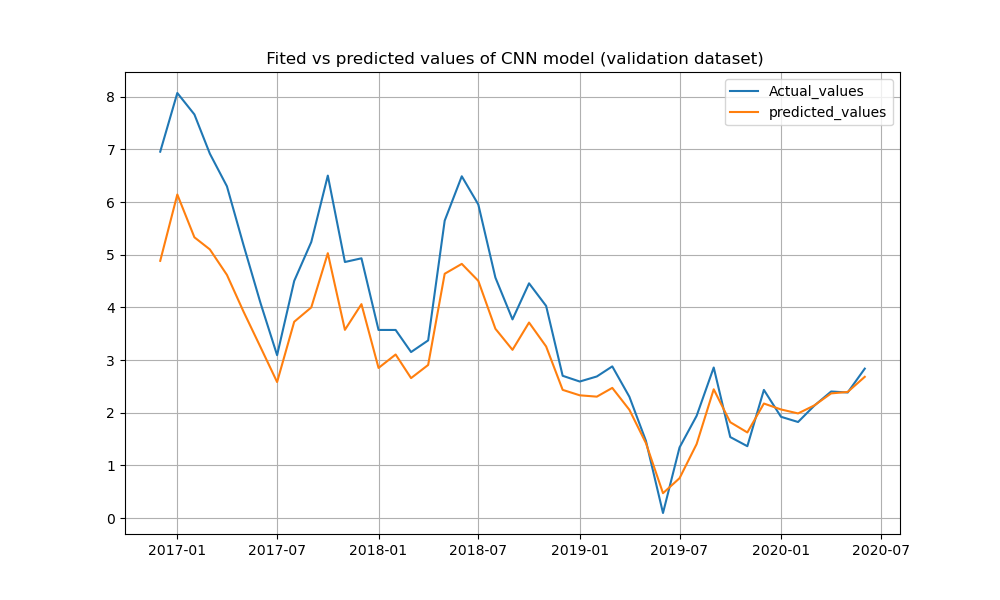 Fited vs predicted values of CNN model (validation dataset)
Actual_values
predicted_values
8
7
6
5
4
3
2
1
0
2017-01 2017-07 2018-01 2018-07 2019-01 2019-07 2020-01 2020-07